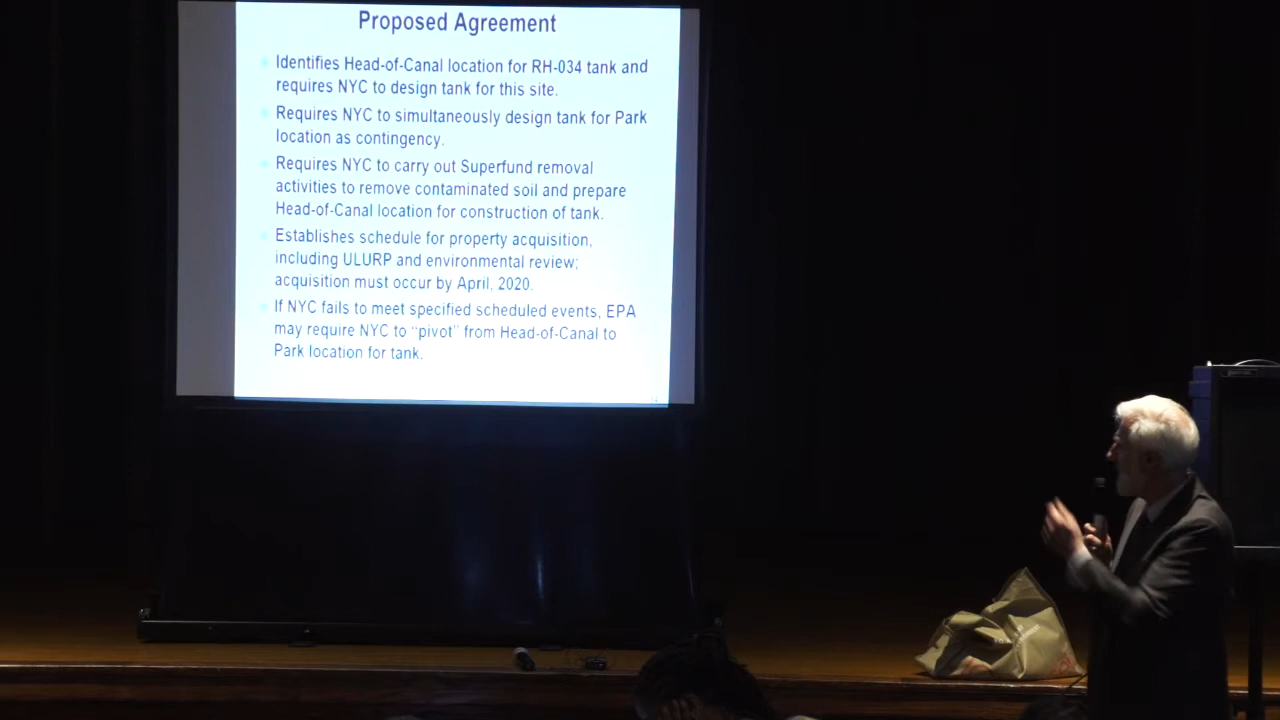 Proposed Agreement
Identifies Head-of-Canal location for RH-034 tank and
requires NYC to design tank for this site.
Requires NYC to simultaneously design tank for Park
location as contingency.
Requires NYC to carry out Superfund removal
activities to remove contaminated soil and prepare
Head-of-Canal location for construction of tank.
Establishes schedule for property acquisition,
including ULURP and environmental review;
acquisition must occur by April, 2020.
If NYC fails to meet specified scheduled events, EPA
may require NYC to “pivot” from Head-of-Canal to
Park location for tank.